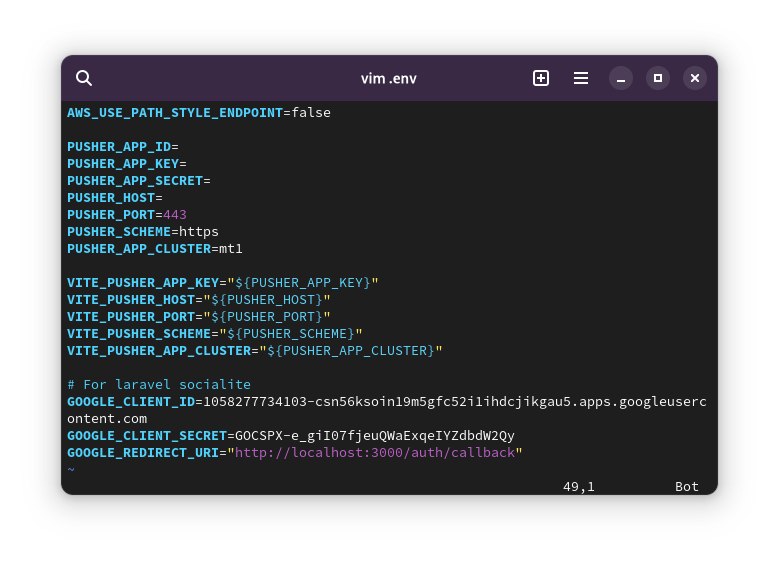 vim .env
AWS_USE_PATH_STYLE_ENDPOINT=false
PUSHER_APP_ID=
PUSHER_APP_KEY=
PUSHER_APP_SECRET=
PUSHER_HOST=
PUSHER_PORT=443
PUSHER_SCHEME=https
PUSHER_APP_CLUSTER=mt1
VITE_PUSHER_APP_KEY="${PUSHER_APP_KEY}"
VITE_PUSHER_HOST="${PUSHER_HOST}"
VITE_PUSHER_PORT="${PUSHER_PORT}"
VITE_PUSHER_SCHEME="${PUSHER_SCHEME}"
VITE_PUSHER_APP_CLUSTER="${PUSHER_APP_CLUSTER}"
# For laravel socialite
GOOGLE_CLIENT_ID=1058277734103-csn56ksoin19m5gfc52i1ihdcjikgau5.apps.googleuserc
ontent.com
GOOGLE_CLIENT_SECRET=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
GOOGLE_REDIRECT_URI="http://localhost:3000/auth/callback"
~
49,1 Bot